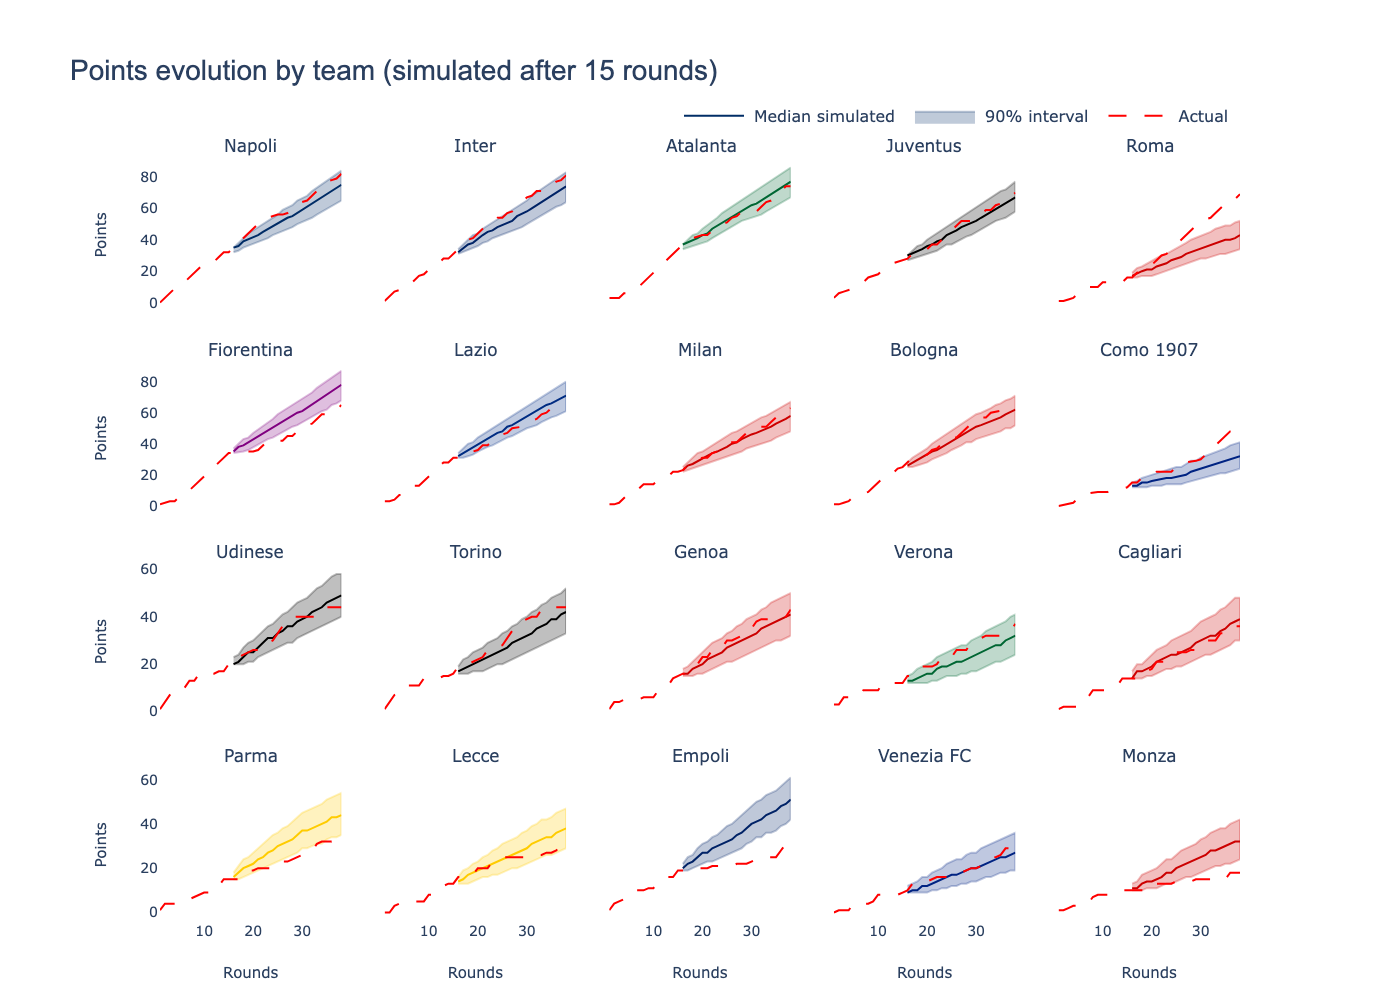 Points evolution by team (simulated after 15 rounds)
Median simulated 90% interval Actual
Napoli Inter Atalanta Juventus Roma
80
60
40
20
0
Points
Fiorentina Lazio Milan Bologna Como 1907
80
60
40
20
0
Points
Udinese Torino Genoa Verona Cagliari
60
40
20
0
Points
Parma Lecce Empoli Venezia FC Monza
60
40
20
0
Points
10 20 30 10 20 30 10 20 30 10 20 30 10 20 30
Rounds Rounds Rounds Rounds Rounds